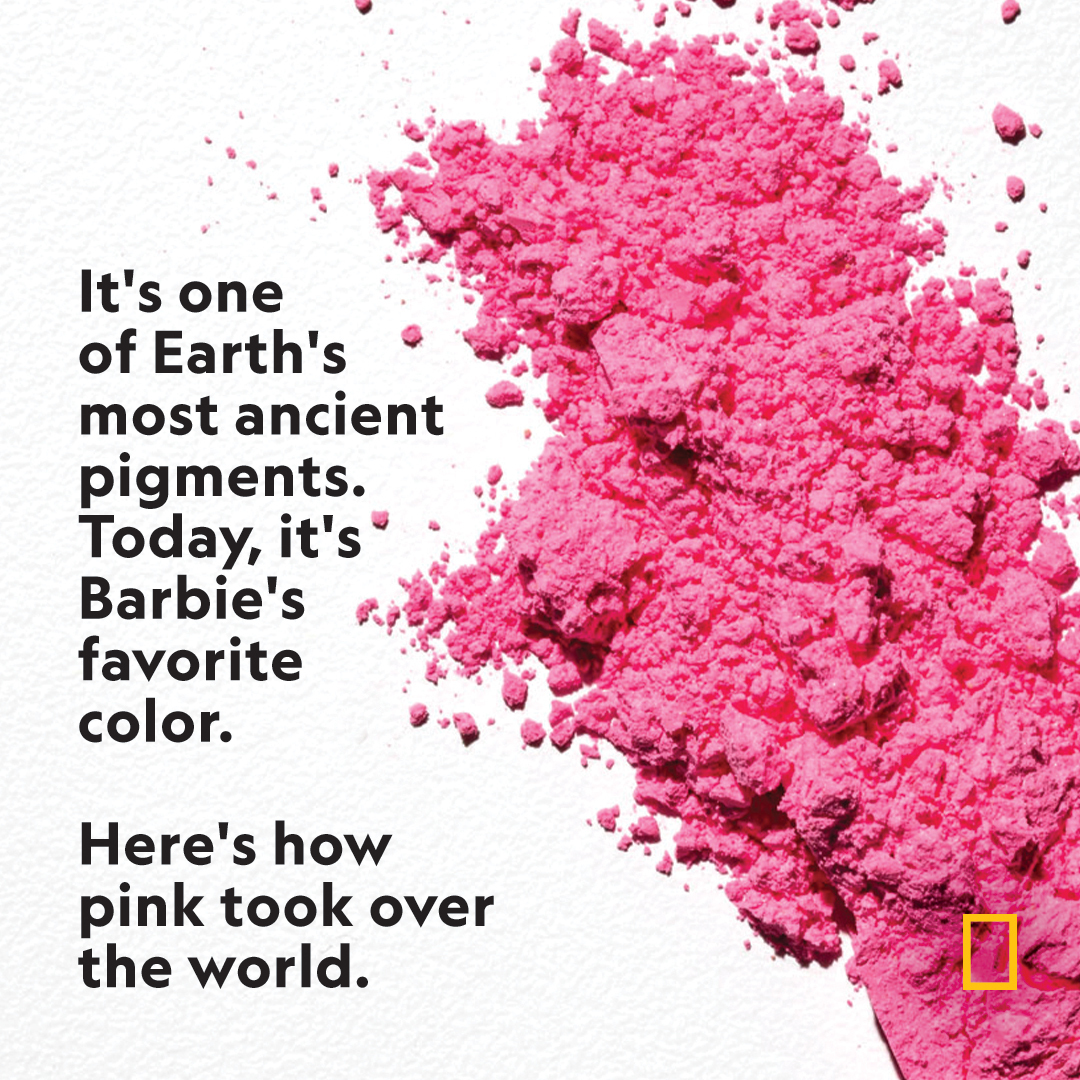 It's one
of Earth's
most ancient
pigments.
Today, it's
Barbie's
favorite
color.
Here's how
pink took over
the world.